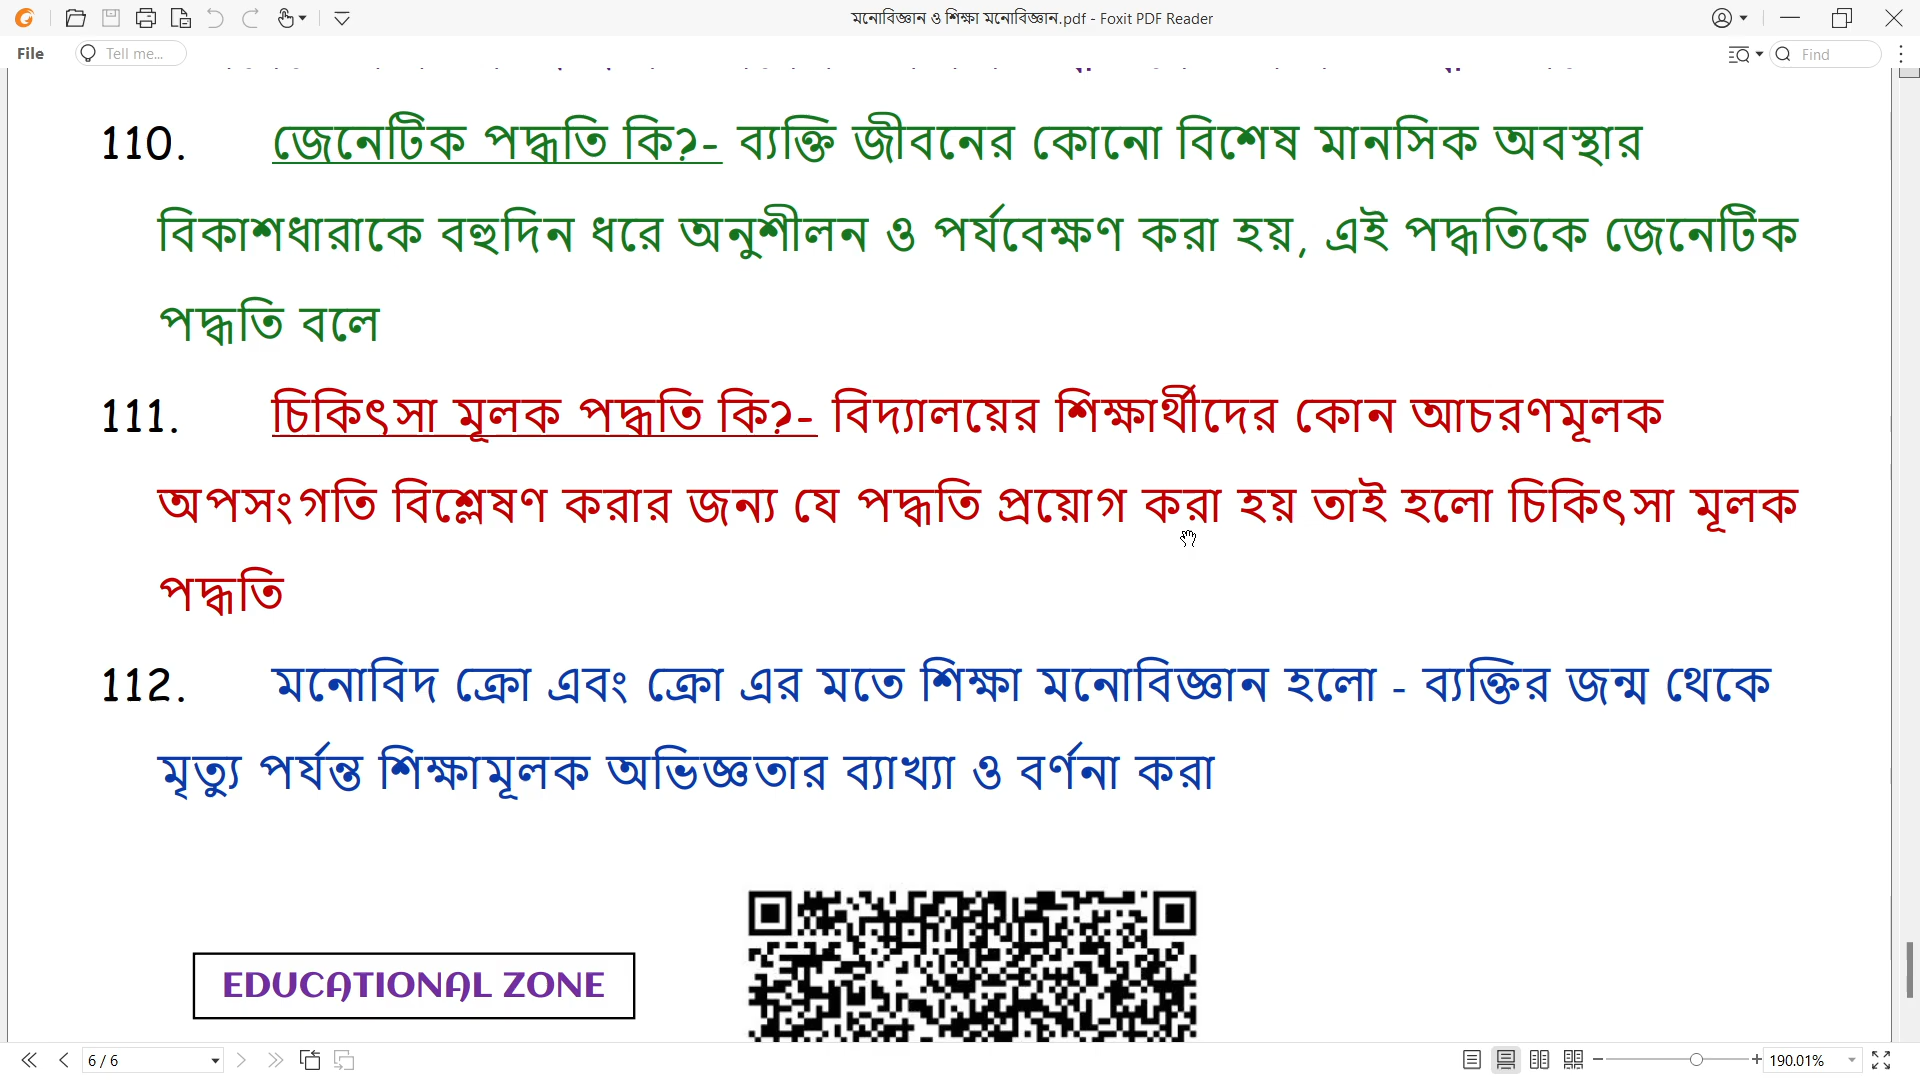 মনোবিজ্ঞান ও শিক্ষা মনোবিজ্ঞান.pdf - Foxit PDF Reader
File
Tell me...
Find
110. জেনেটিক পদ্ধতি কি?- ব্যক্তি জীবনের কোনো বিশেষ মানসিক অবস্থার
বিকাশধারাকে বহুদিন ধরে অনুশীলন ও পর্যবেক্ষণ করা হয়, এই পদ্ধতিকে জেনেটিক
পদ্ধতি বলে
111. চিকিৎসা মূলক পদ্ধতি কি?- বিদ্যালয়ের শিক্ষার্থীদের কোন আচরণমূলক
অপসংগতি বিশ্লেষণ করার জন্য যে পদ্ধতি প্রয়োগ করা হয় তাই হলো চিকিৎসা মূলক
পদ্ধতি
112. মনোবিদ ক্রো এবং ক্রো এর মতে শিক্ষা মনোবিজ্ঞান হলো - ব্যক্তির জন্ম থেকে
মৃত্যু পর্যন্ত শিক্ষামূলক অভিজ্ঞতার ব্যাখ্যা ও বর্ণনা করা
EDUCATIONAL ZONE
6 / 6
190.01%